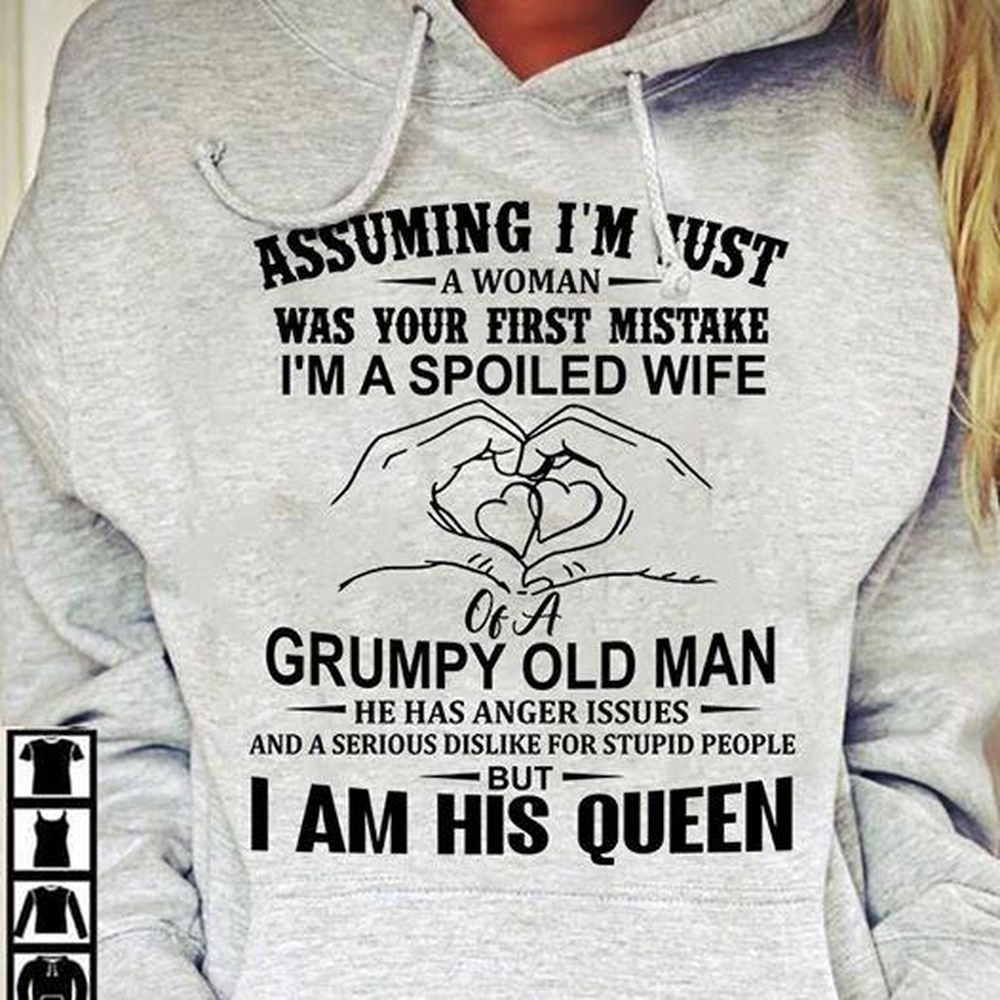 ASSUMING I'M JUST
A WOMAN
WAS YOUR FIRST MISTAKE
I'M A SPOILED WIFE
Of A
GRUMPY OLD MAN
HE HAS ANGER ISSUES
AND A SERIOUS DISLIKE FOR STUPID PEOPLE
BUT
I AM HIS QUEEN